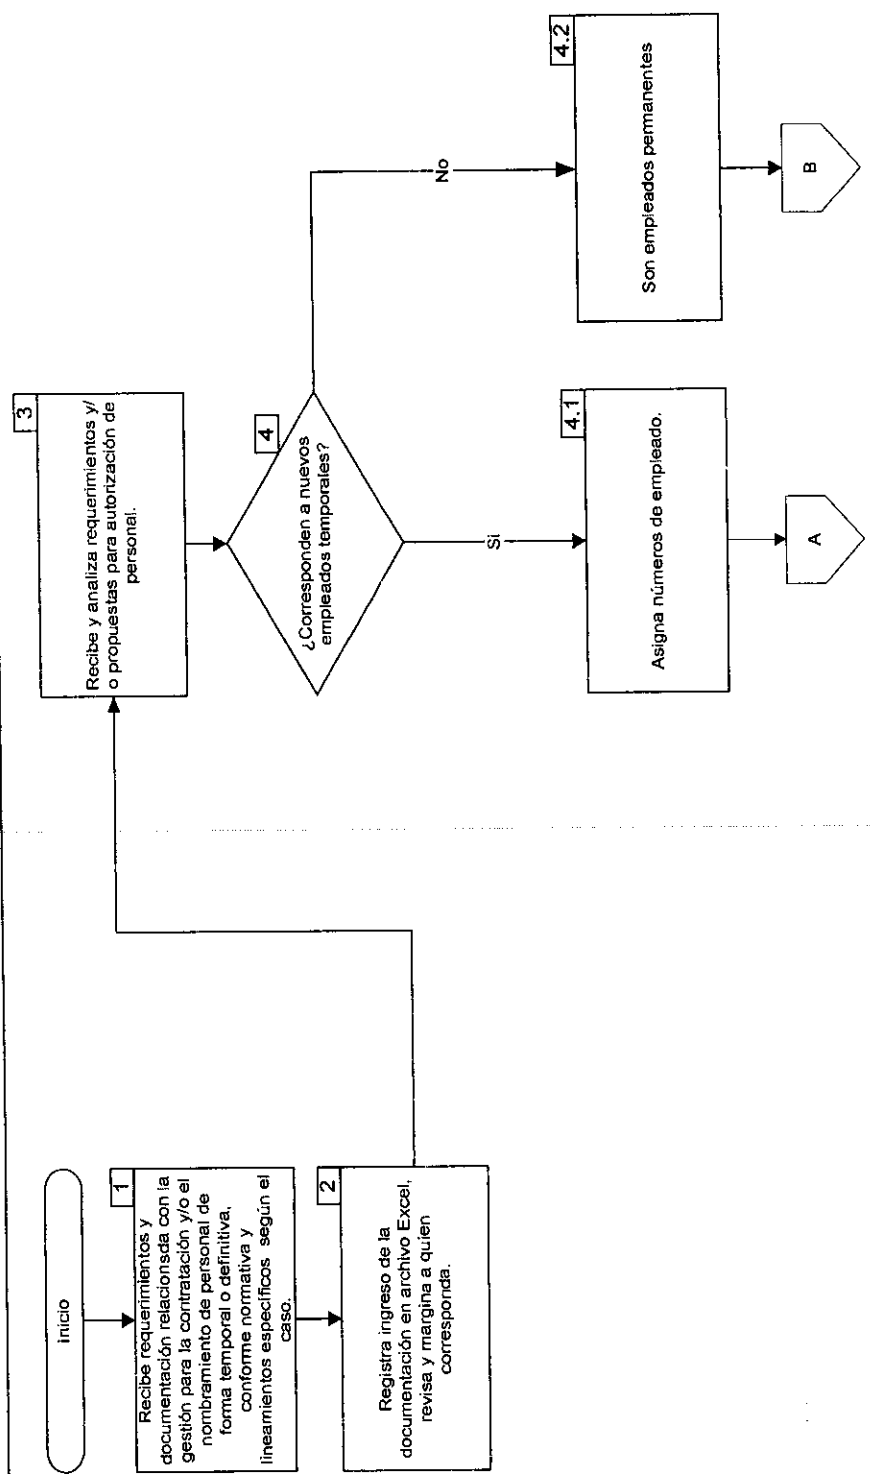 inicio
1
Recibe requerimientos y
documentación relacionsda con la
gestión para la contratación y/o el
nombramiento de personal de
forma temporal o definitiva,
conforme normativa y
lineamientos específicos según el
caso.
2
Registra ingreso de la
documentación en archivo Excel,
revisa y margina a quien
corresponda.
3
Recibe y analiza requerimientos y/
o propuestas para autorización de
personal.
4
¿Corresponden a nuevos
empleados temporales?
Si
No
4.1
Asigna números de empleado.
A
4.2
Son empleados permanentes
B